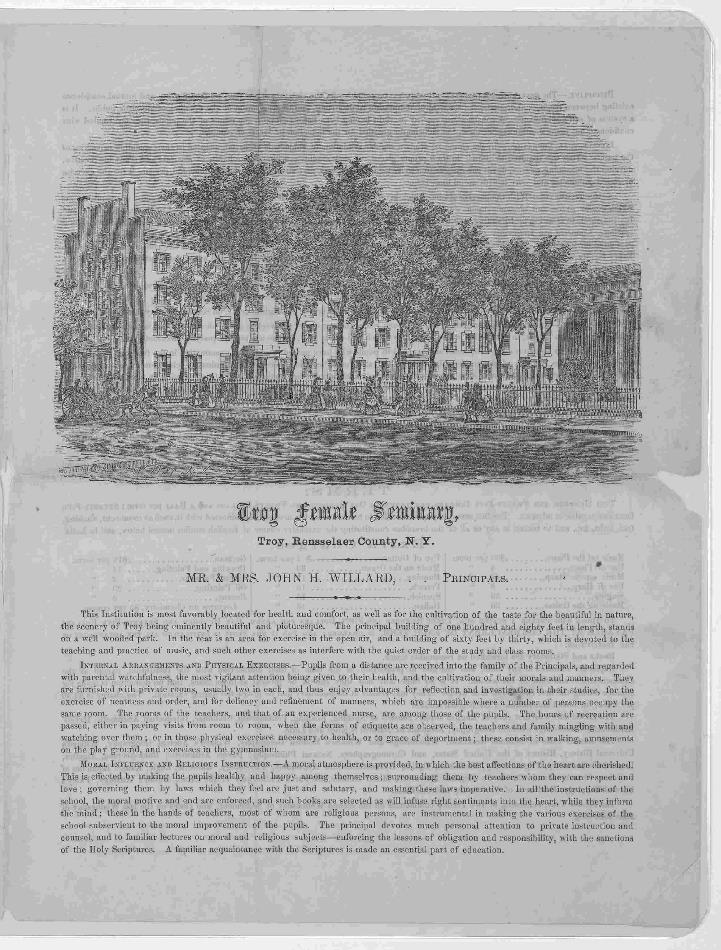 Troy Female Seminary,
Troy, Rensselaer County, N. Y.
MR. & MRS. JOHN H. WILLARD, . PRINCIPALS.
This Institution is most favorably located for health and comfort, as well as for the cultivation of the taste for the beautiful in nature,
the scenery of Troy being eminently beautiful and picturesque. The principal building of one hundred and eighty feet in length, stands
on a well wooded park. In the rear is an area for exercise in the open air, and a building of sixty feet by thirty, which is devoted to the
teaching and practice of music, and such other exercises as interfere with the quiet order of the study and class rooms.
INTERNAL ARRANGEMENTS AND PHYSICAL EXERCISES.—Pupils from a distance are received into the family of the Principals, and regarded
with parental watchfulness, the most vigilant attention being given to their health, and the cultivation of their morals and manners. They
are furnished with private rooms, usually two in each, and thus enjoy advantages for reflection and investigation in their studies, for the
exercise of neatness and order, and for delicacy and refinement of manners, which are impossible where a number of persons occupy the
same room. The rooms of the teachers, and that of an experienced nurse, are among those of the pupils. The hours of recreation are
passed, either in paying visits from room to room, when the forms of etiquette are observed, the teachers and family mingling with and
watching over them; or in those physical exercises necessary to health, or to grace of deportment; these consist in walking, amusements
on the play ground, and exercises in the gymnasium.
MORAL INFLUENCE AND RELIGIOUS INSTRUCTION.—A moral atmosphere is provided, in which the best affections of the heart are cherished.
This is effected by making the pupils healthy and happy among themselves; surrounding them by teachers whom they can respect and
love; governing them by laws which they feel are just and salutary, and making these laws imperative. In all the instructions of the
school, the moral motive and end are enforced, and such books are selected as will infuse right sentiments into the heart, while they inform
the mind; these in the hands of teachers, most of whom are religious persons, are instrumental in making the various exercises of the
school subservient to the moral improvement of the pupils. The principal devotes much personal attention to private instruction and
counsel, and to familiar lectures on moral and religious subjects—enforcing the lessons of obligation and responsibility, with the sanctions
of the Holy Scriptures. A familiar acquaintance with the Scriptures is made an essential part of education.